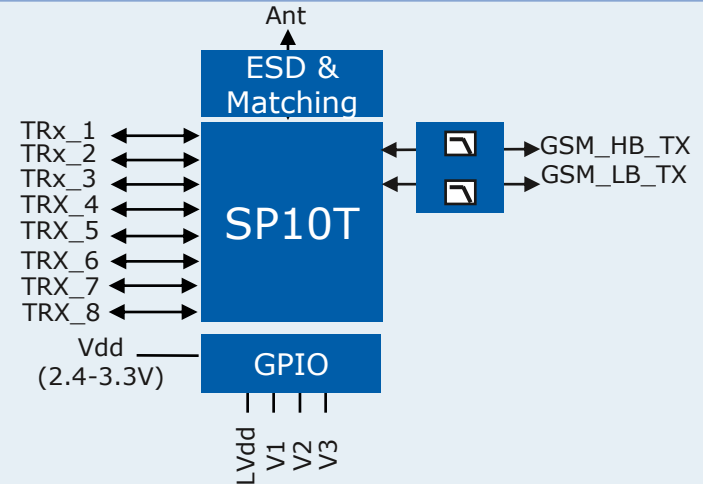 Ant
ESD &
Matching
TRx_1
TRx_2
TRx_3
TRX_4
TRX_5
TRX_6
TRX_7
TRX_8
SP10T
GSM_HB_TX
GSM_LB_TX
Vdd
(2.4-3.3V)
GPIO
LVdd
V1
V2
V3